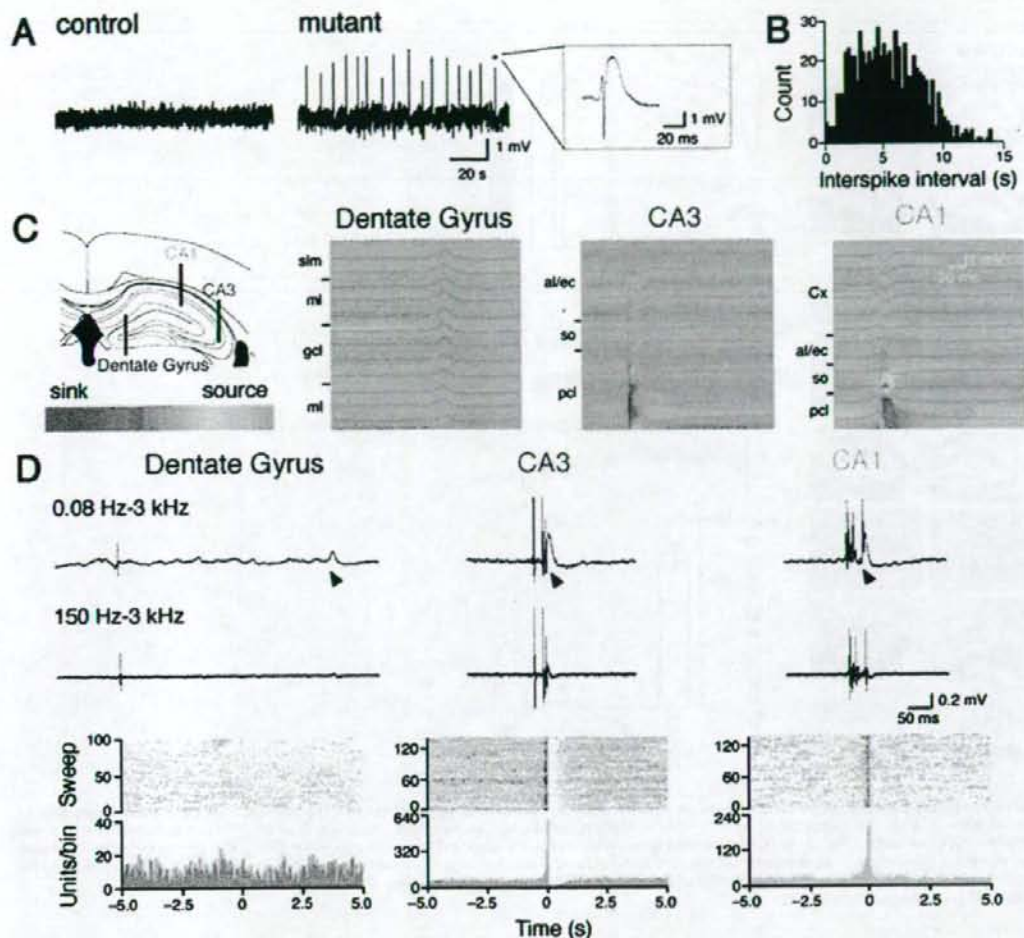 A
control
mutant
1 mV
20 s
1 mV
20 ms
B
Count
30
20
10
0
0 5 10 15
Interspike interval (s)
C
CA1
CA3
Dentate Gyrus
sink source
Dentate Gyrus
slm
ml
gcl
ml
CA3
al/ec
so
pcl
CA1
Cx
al/ec
so
pcl
D
Dentate Gyrus CA3 CA1
0.08 Hz-3 kHz
150 Hz-3 kHz
0.2 mV
50 ms
Sweep
100
50
0
140
60
0
140
60
0
Units/bin
40
20
0
640
320
0
240
120
0
-5.0 -2.5 0 2.5 5.0
-5.0 -2.5 0 2.5 5.0
-5.0 -2.5 0 2.5 5.0
Time (s)